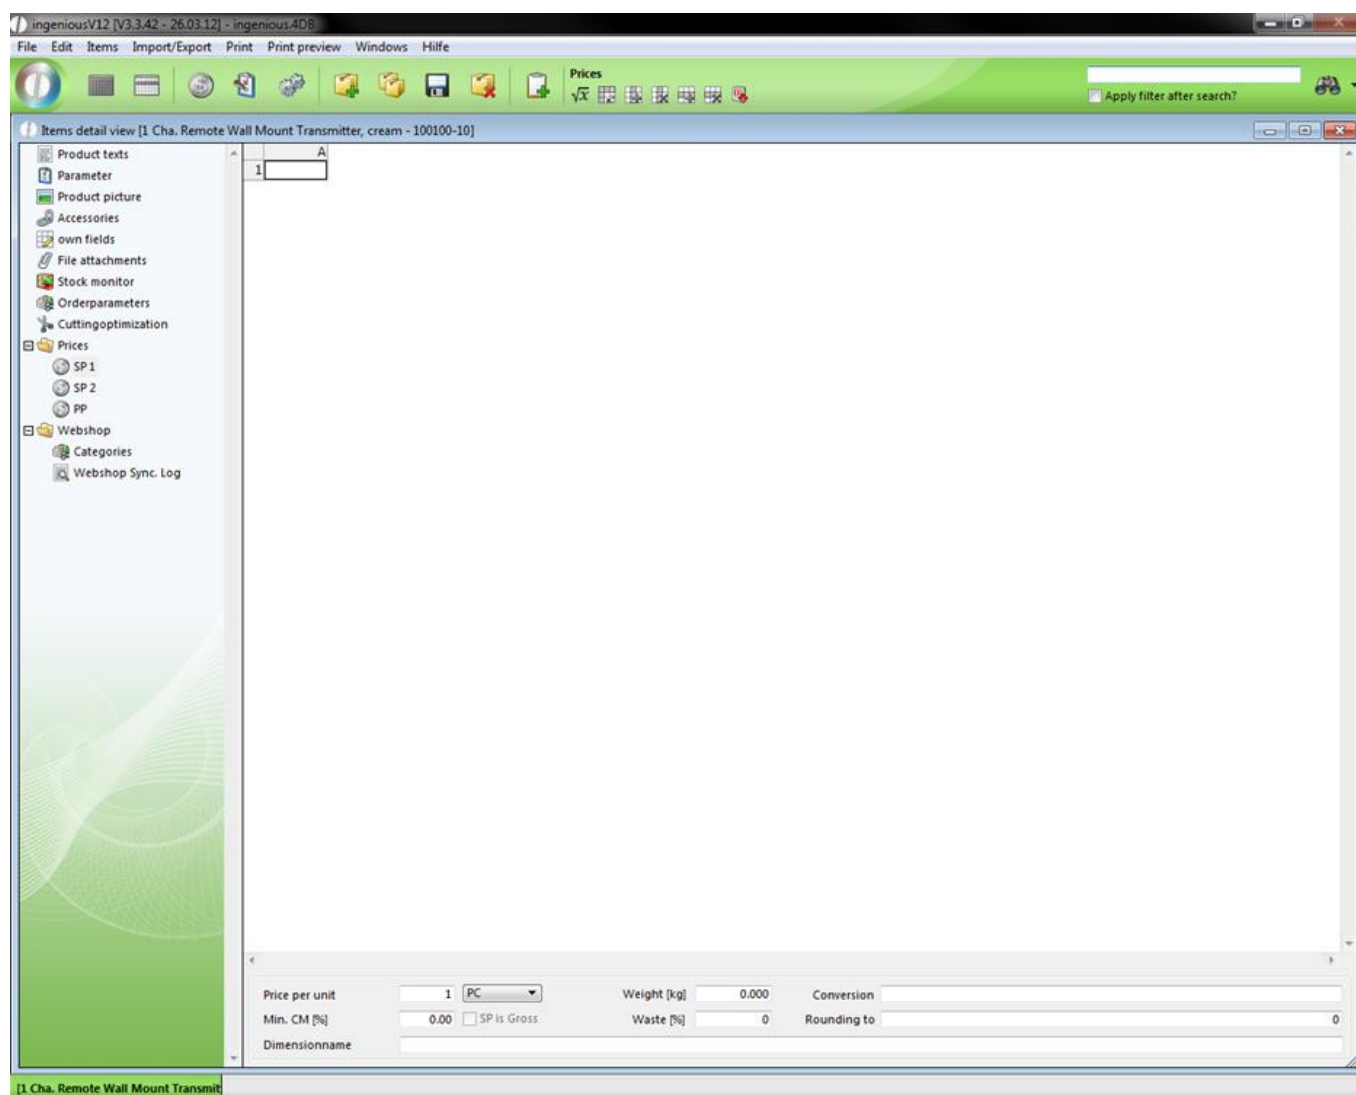 ingeniousV12 [V3.3.42 - 26.03.12] - ingenious.4DB
File Edit Items Import/Export Print Print preview Windows Hilfe
Prices
√x
Apply filter after search?
Items detail view [1 Cha. Remote Wall Mount Transmitter, cream - 100100-10]
Product texts
Parameter
Product picture
Accessories
own fields
File attachments
Stock monitor
Orderparameters
Cuttingoptimization
Prices
SP 1
SP 2
PP
Webshop
Categories
Webshop Sync. Log
A
1
Price per unit 1 PC Weight [kg] 0.000 Conversion
Min. CM [%] 0.00 SP is Gross Waste [%] 0 Rounding to 0
Dimensionname
[1 Cha. Remote Wall Mount Transmit